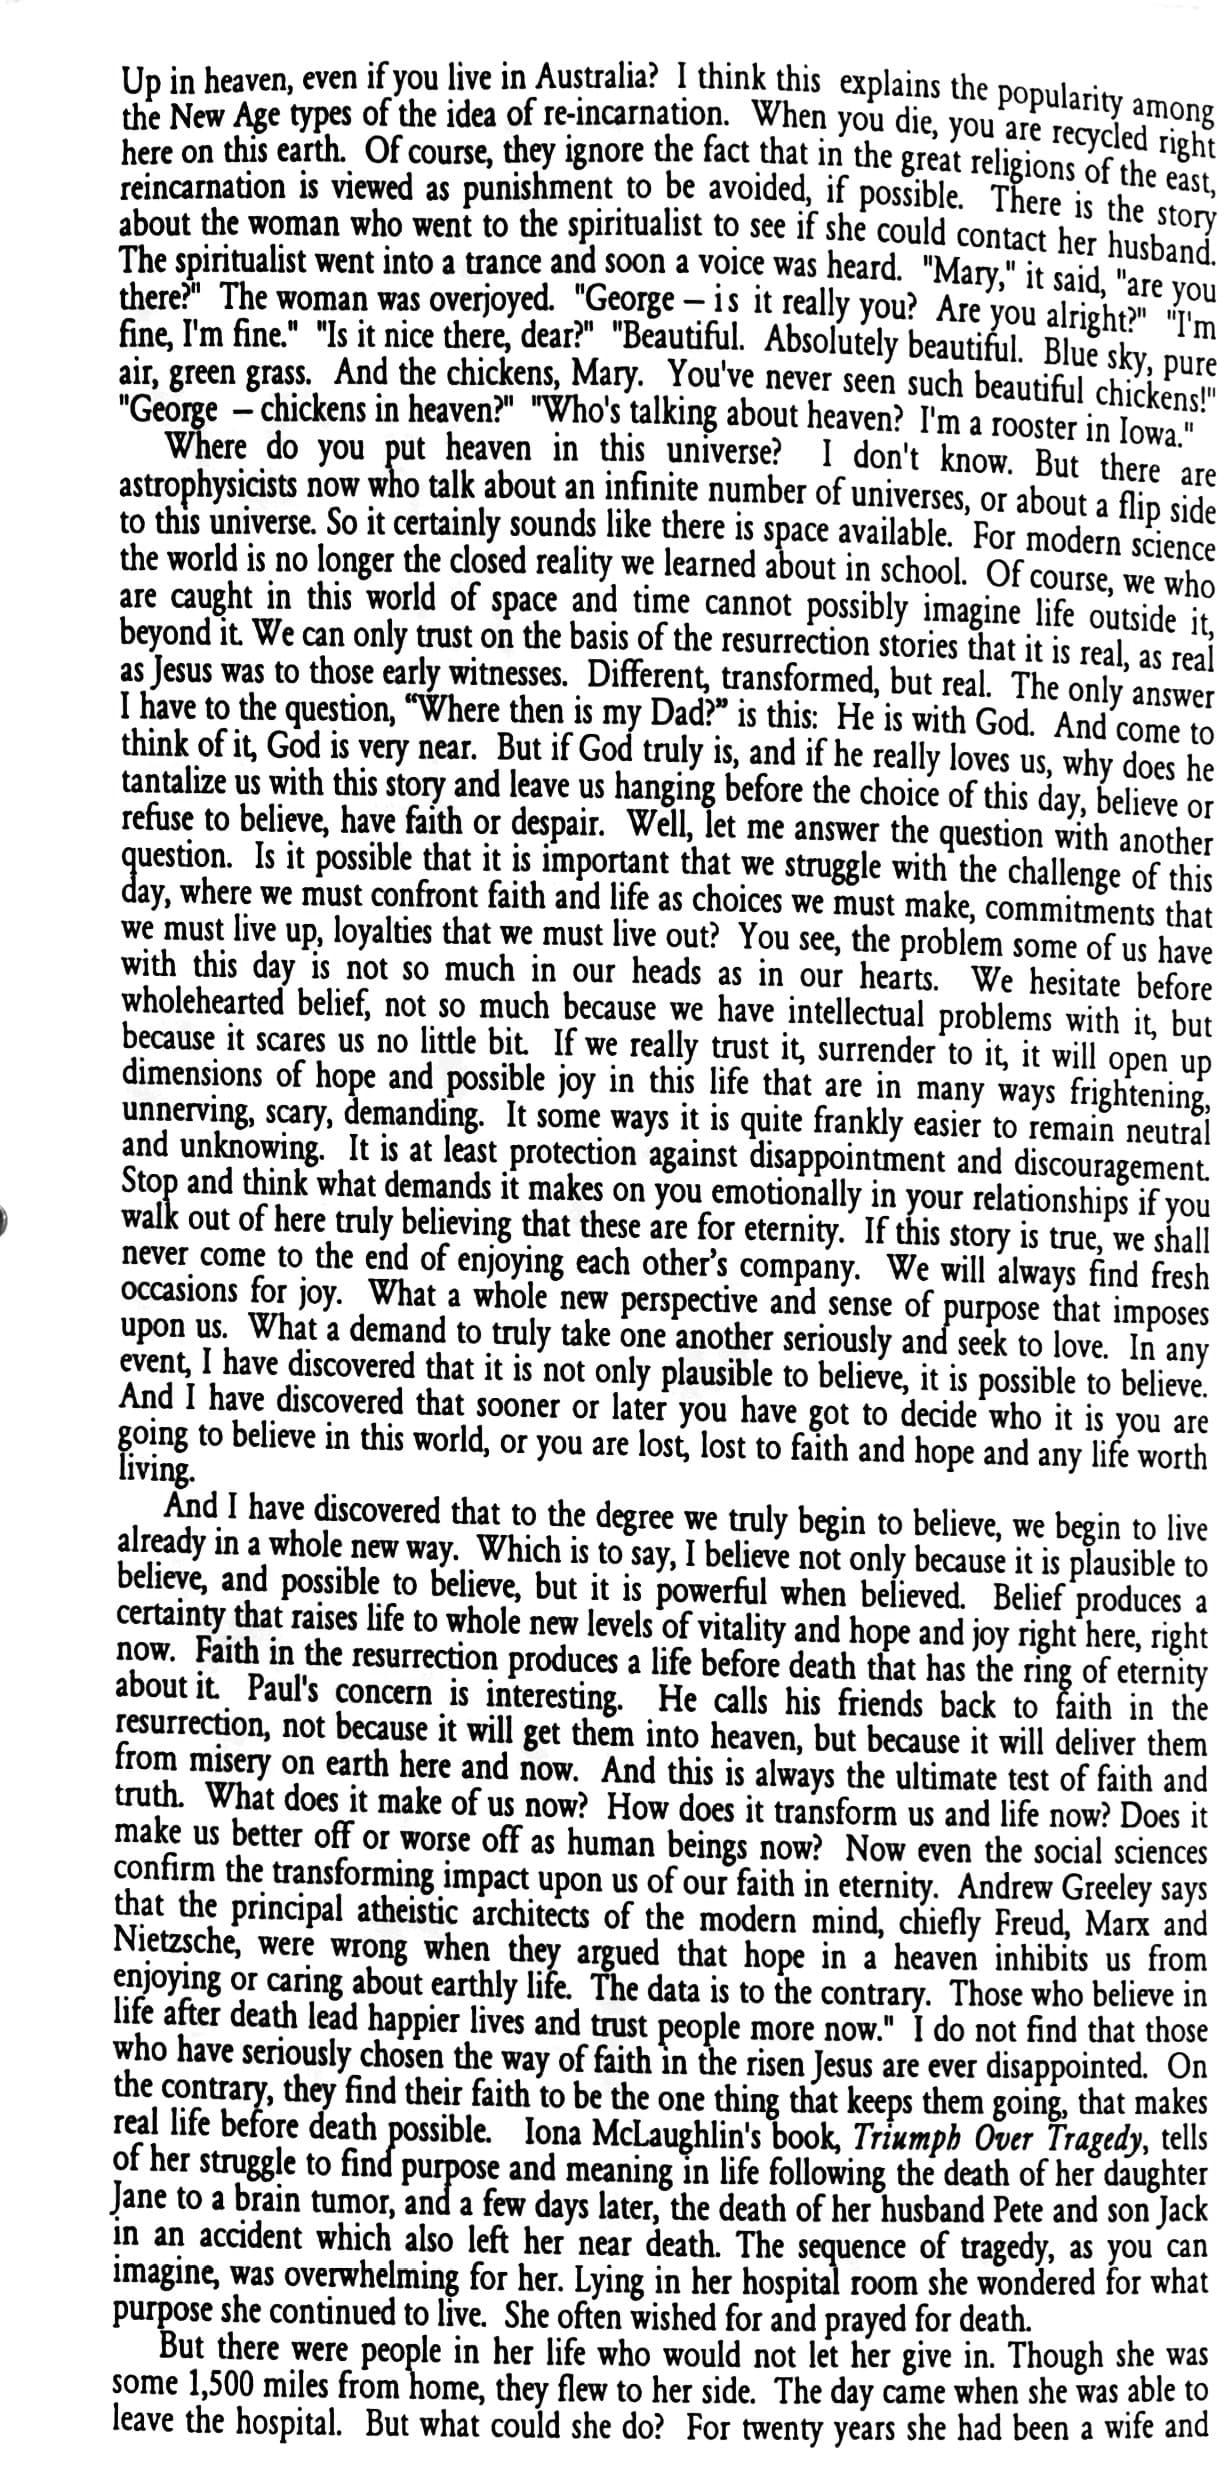 Up in heaven, even if you live in Australia?  I think this  explains the popularity among
the New Age types of the idea of re-incarnation.  When you die, you are recycled right
here on this earth.  Of course, they ignore the fact that in the great religions of the east,
reincarnation is viewed as punishment to be avoided, if possible.  There is the story
about the woman who went to the spiritualist to see if she could contact her husband.
The spiritualist went into a trance and soon a voice was heard.  "Mary," it said, "are you
there?"  The woman was overjoyed.  "George – is it really you?  Are you alright?"  "I'm
fine, I'm fine."  "Is it nice there, dear?"  "Beautiful.  Absolutely beautiful.  Blue sky, pure
air, green grass.  And the chickens, Mary.  You've never seen such beautiful chickens!"
"George – chickens in heaven?"  "Who's talking about heaven?  I'm a rooster in Iowa."
Where do you put heaven in this universe?  I don't know. But there are
astrophysicists now who talk about an infinite number of universes, or about a flip side
to this universe. So it certainly sounds like there is space available.  For modern science
the world is no longer the closed reality we learned about in school.  Of course, we who
are caught in this world of space and time cannot possibly imagine life outside it,
beyond it. We can only trust on the basis of the resurrection stories that it is real, as real
as Jesus was to those early witnesses.  Different, transformed, but real.  The only answer
I have to the question, “Where then is my Dad?” is this:  He is with God.  And come to
think of it, God is very near.  But if God truly is, and if he really loves us, why does he
tantalize us with this story and leave us hanging before the choice of this day, believe or
refuse to believe, have faith or despair.  Well, let me answer the question with another
question.  Is it possible that it is important that we struggle with the challenge of this
day, where we must confront faith and life as choices we must make, commitments that
we must live up, loyalties that we must live out?  You see, the problem some of us have
with this day is not so much in our heads as in our hearts.  We hesitate before
wholehearted belief, not so much because we have intellectual problems with it, but
because it scares us no little bit.  If we really trust it, surrender to it, it will open up
dimensions of hope and possible joy in this life that are in many ways frightening,
unnerving, scary, demanding.  It some ways it is quite frankly easier to remain neutral
and unknowing.  It is at least protection against disappointment and discouragement.
Stop and think what demands it makes on you emotionally in your relationships if you
walk out of here truly believing that these are for eternity.  If this story is true, we shall
never come to the end of enjoying each other’s company.  We will always find fresh
occasions for joy.  What a whole new perspective and sense of purpose that imposes
upon us.  What a demand to truly take one another seriously and seek to love.  In any
event, I have discovered that it is not only plausible to believe, it is possible to believe.
And I have discovered that sooner or later you have got to decide who it is you are
going to believe in this world, or you are lost, lost to faith and hope and any life worth
living.
And I have discovered that to the degree we truly begin to believe, we begin to live
already in a whole new way.  Which is to say, I believe not only because it is plausible to
believe, and possible to believe, but it is powerful when believed.  Belief produces a
certainty that raises life to whole new levels of vitality and hope and joy right here, right
now.  Faith in the resurrection produces a life before death that has the ring of eternity
about it.  Paul's concern is interesting.  He calls his friends back to faith in the
resurrection, not because it will get them into heaven, but because it will deliver them
from misery on earth here and now.  And this is always the ultimate test of faith and
truth.  What does it make of us now?  How does it transform us and life now? Does it
make us better off or worse off as human beings now?  Now even the social sciences
confirm the transforming impact upon us of our faith in eternity.  Andrew Greeley says
that the principal atheistic architects of the modern mind, chiefly Freud, Marx and
Nietzsche, were wrong when they argued that hope in a heaven inhibits us from
enjoying or caring about earthly life.  The data is to the contrary.  Those who believe in
life after death lead happier lives and trust people more now."  I do not find that those
who have seriously chosen the way of faith in the risen Jesus are ever disappointed.  On
the contrary, they find their faith to be the one thing that keeps them going, that makes
real life before death possible.  Iona McLaughlin's book, Triumph Over Tragedy, tells
of her struggle to find purpose and meaning in life following the death of her daughter
Jane to a brain tumor, and a few days later, the death of her husband Pete and son Jack
in an accident which also left her near death. The sequence of tragedy, as you can
imagine, was overwhelming for her. Lying in her hospital room she wondered for what
purpose she continued to live.  She often wished for and prayed for death.
But there were people in her life who would not let her give in. Though she was
some 1,500 miles from home, they flew to her side.  The day came when she was able to
leave the hospital.  But what could she do?  For twenty years she had been a wife and